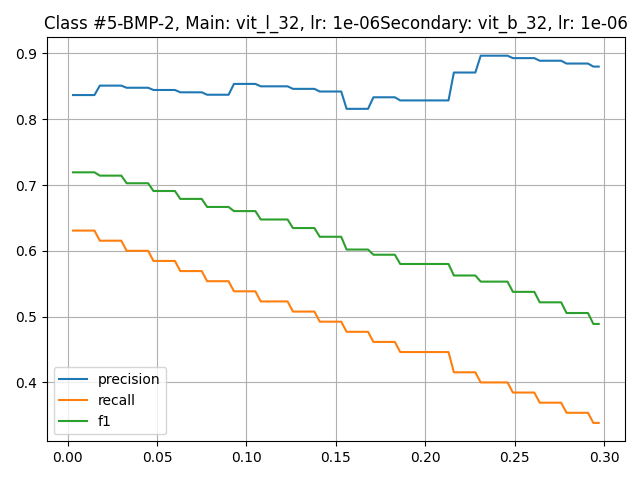 Class #5-BMP-2, Main: vit_l_32, lr: 1e-06Secondary: vit_b_32, lr: 1e-06
0.9
0.8
0.7
0.6
0.5
0.4
precision
recall
f1
0.00 0.05 0.10 0.15 0.20 0.25 0.30